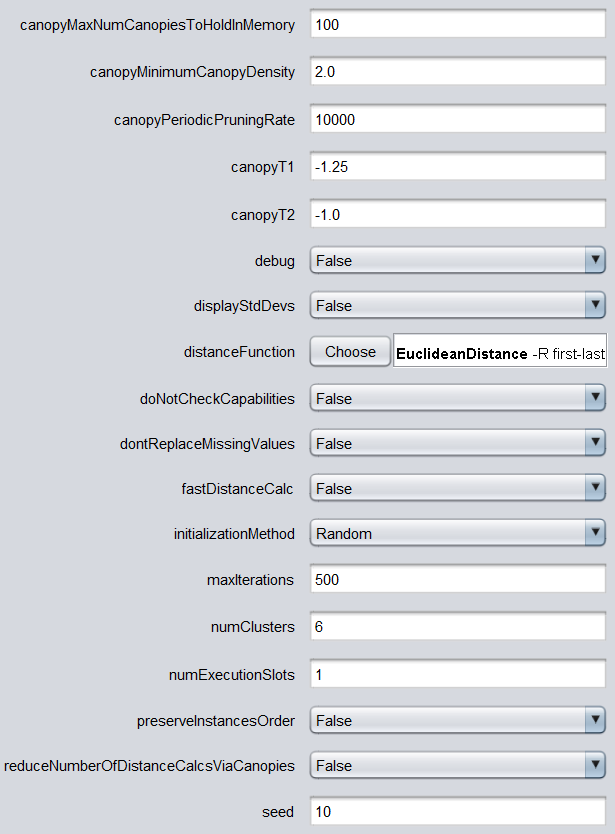 canopyMaxNumCanopiesToHoldInMemory 100
canopyMinimumCanopyDensity 2.0
canopyPeriodicPruningRate 10000
canopyT1 -1.25
canopyT2 -1.0
debug False
displayStdDevs False
distanceFunction Choose EuclideanDistance -R first-last
doNotCheckCapabilities False
dontReplaceMissingValues False
fastDistanceCalc False
initializationMethod Random
maxIterations 500
numClusters 6
numExecutionSlots 1
preserveInstancesOrder False
reduceNumberOfDistanceCalcsViaCanopies False
seed 10